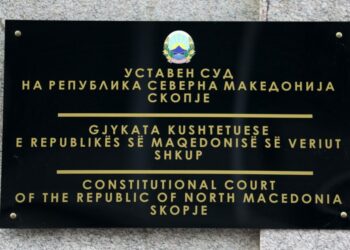 УСТАВЕН СУД
НА РЕПУБЛИКА СЕВЕРНА МАКЕДОНИЈА
СКОПЈЕ
GJYKATA KUSHTETUESE
E REPUBLIKËS SË MAQEDONISË SË VERIUT
SHKUP
CONSTITUTIONAL COURT
OF THE REPUBLIC OF NORTH MACEDONIA
SKOPJE